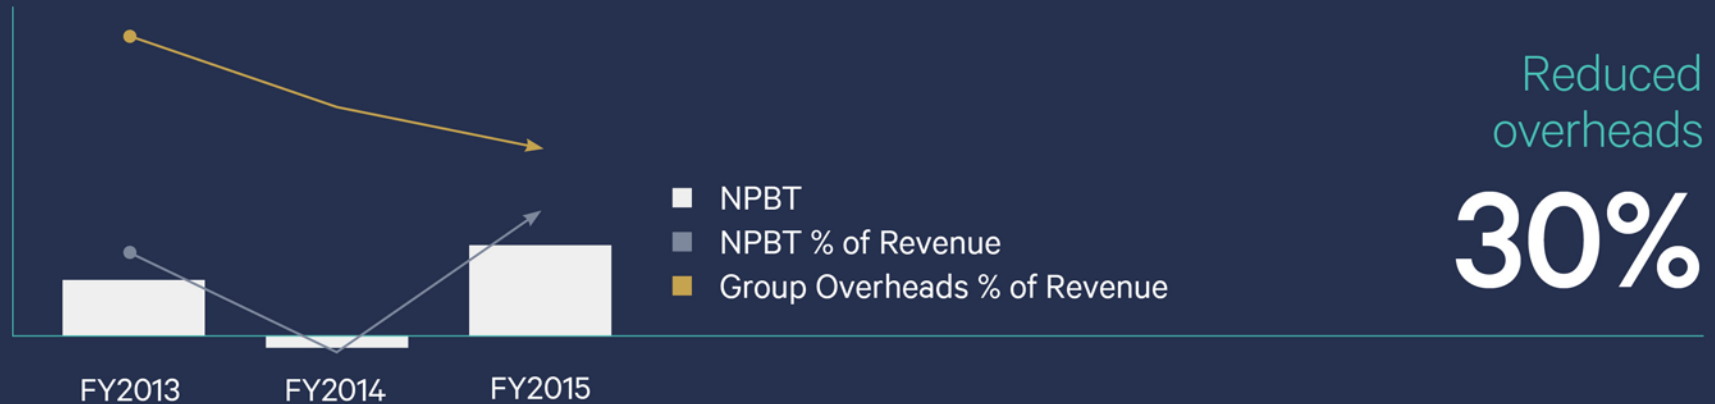 Reduced
overheads
30%
NPBT
NPBT % of Revenue
Group Overheads % of Revenue
FY2013
FY2014
FY2015